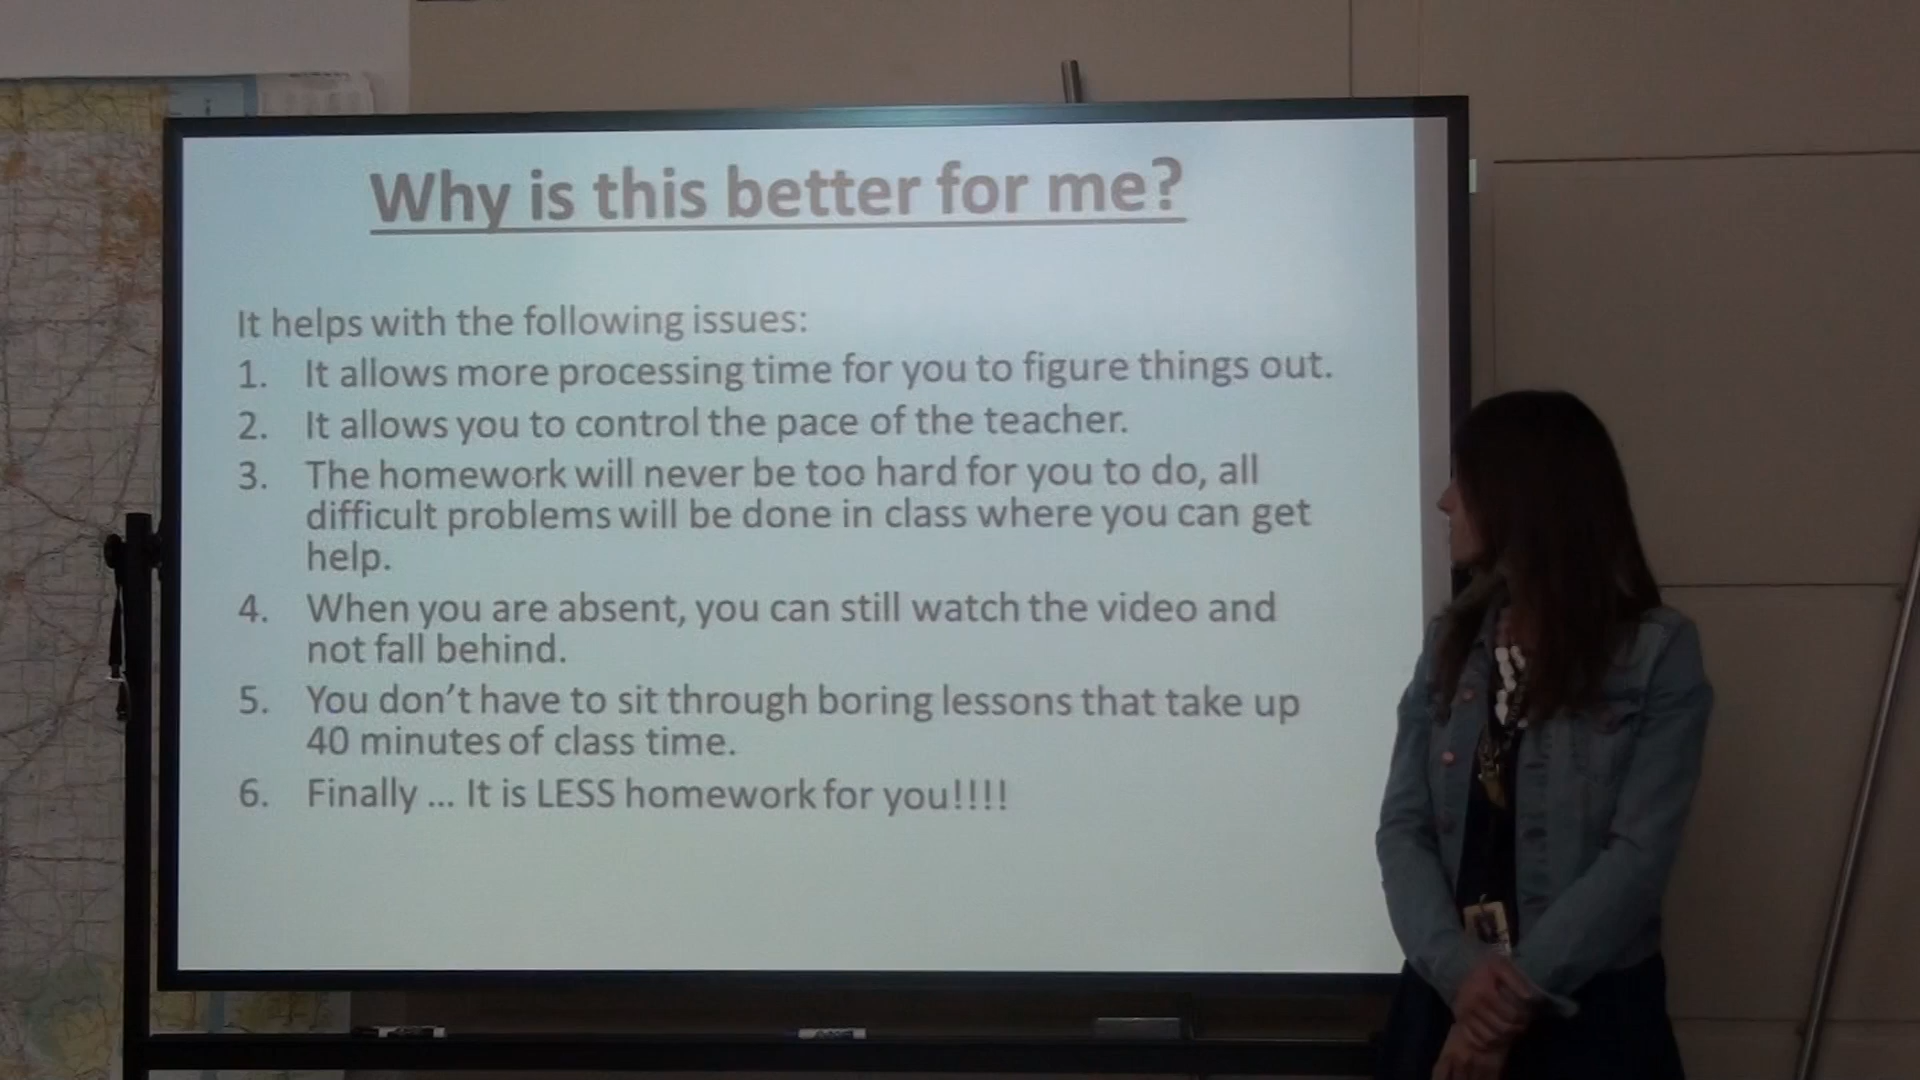 Why is this better for me?
It helps with the following issues:
1. It allows more processing time for you to figure things out.
2. It allows you to control the pace of the teacher.
3. The homework will never be too hard for you to do, all
difficult problems will be done in class where you can get
help.
4. When you are absent, you can still watch the video and
not fall behind.
5. You don't have to sit through boring lessons that take up
40 minutes of class time.
6. Finally ... It is LESS homework for you!!!!